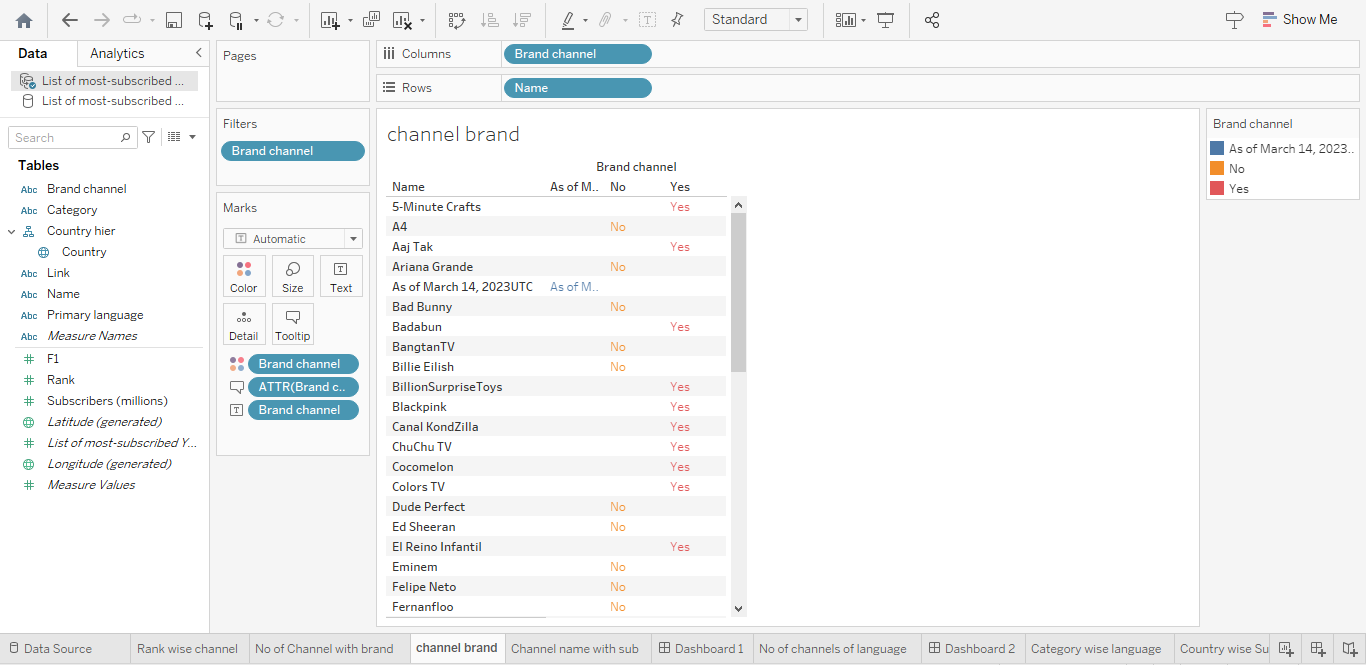 Standard
Show Me
Data
Analytics
List of most-subscribed ...
List of most-subscribed ...
Search
Tables
Abc Brand channel
Abc Category
Country hier
Country
Abc Link
Abc Name
Abc Primary language
Abc Measure Names
F1
Rank
Subscribers (millions)
Latitude (generated)
List of most-subscribed Y...
Longitude (generated)
Measure Values
Pages
Filters
Brand channel
Marks
T Automatic
Color
Size
Text
Detail
Tooltip
Brand channel
ATTR(Brand c..
Brand channel
Columns
Brand channel
Rows
Name
channel brand
Brand channel
Name As of M.. No Yes
5-Minute Crafts Yes
A4 No
Aaj Tak Yes
Ariana Grande No
As of March 14, 2023UTC As of M..
Bad Bunny No
Badabun Yes
BangtanTV No
Billie Eilish No
BillionSurpriseToys Yes
Blackpink Yes
Canal KondZilla Yes
ChuChu TV Yes
Cocomelon Yes
Colors TV Yes
Dude Perfect No
Ed Sheeran No
El Reino Infantil Yes
Eminem No
Felipe Neto No
Fernanfloo No
Brand channel
As of March 14, 2023..
No
Yes
Data Source
Rank wise channel
No of Channel with brand
channel brand
Channel name with sub
Dashboard 1
No of channels of language
Dashboard 2
Category wise language
Country wise Su